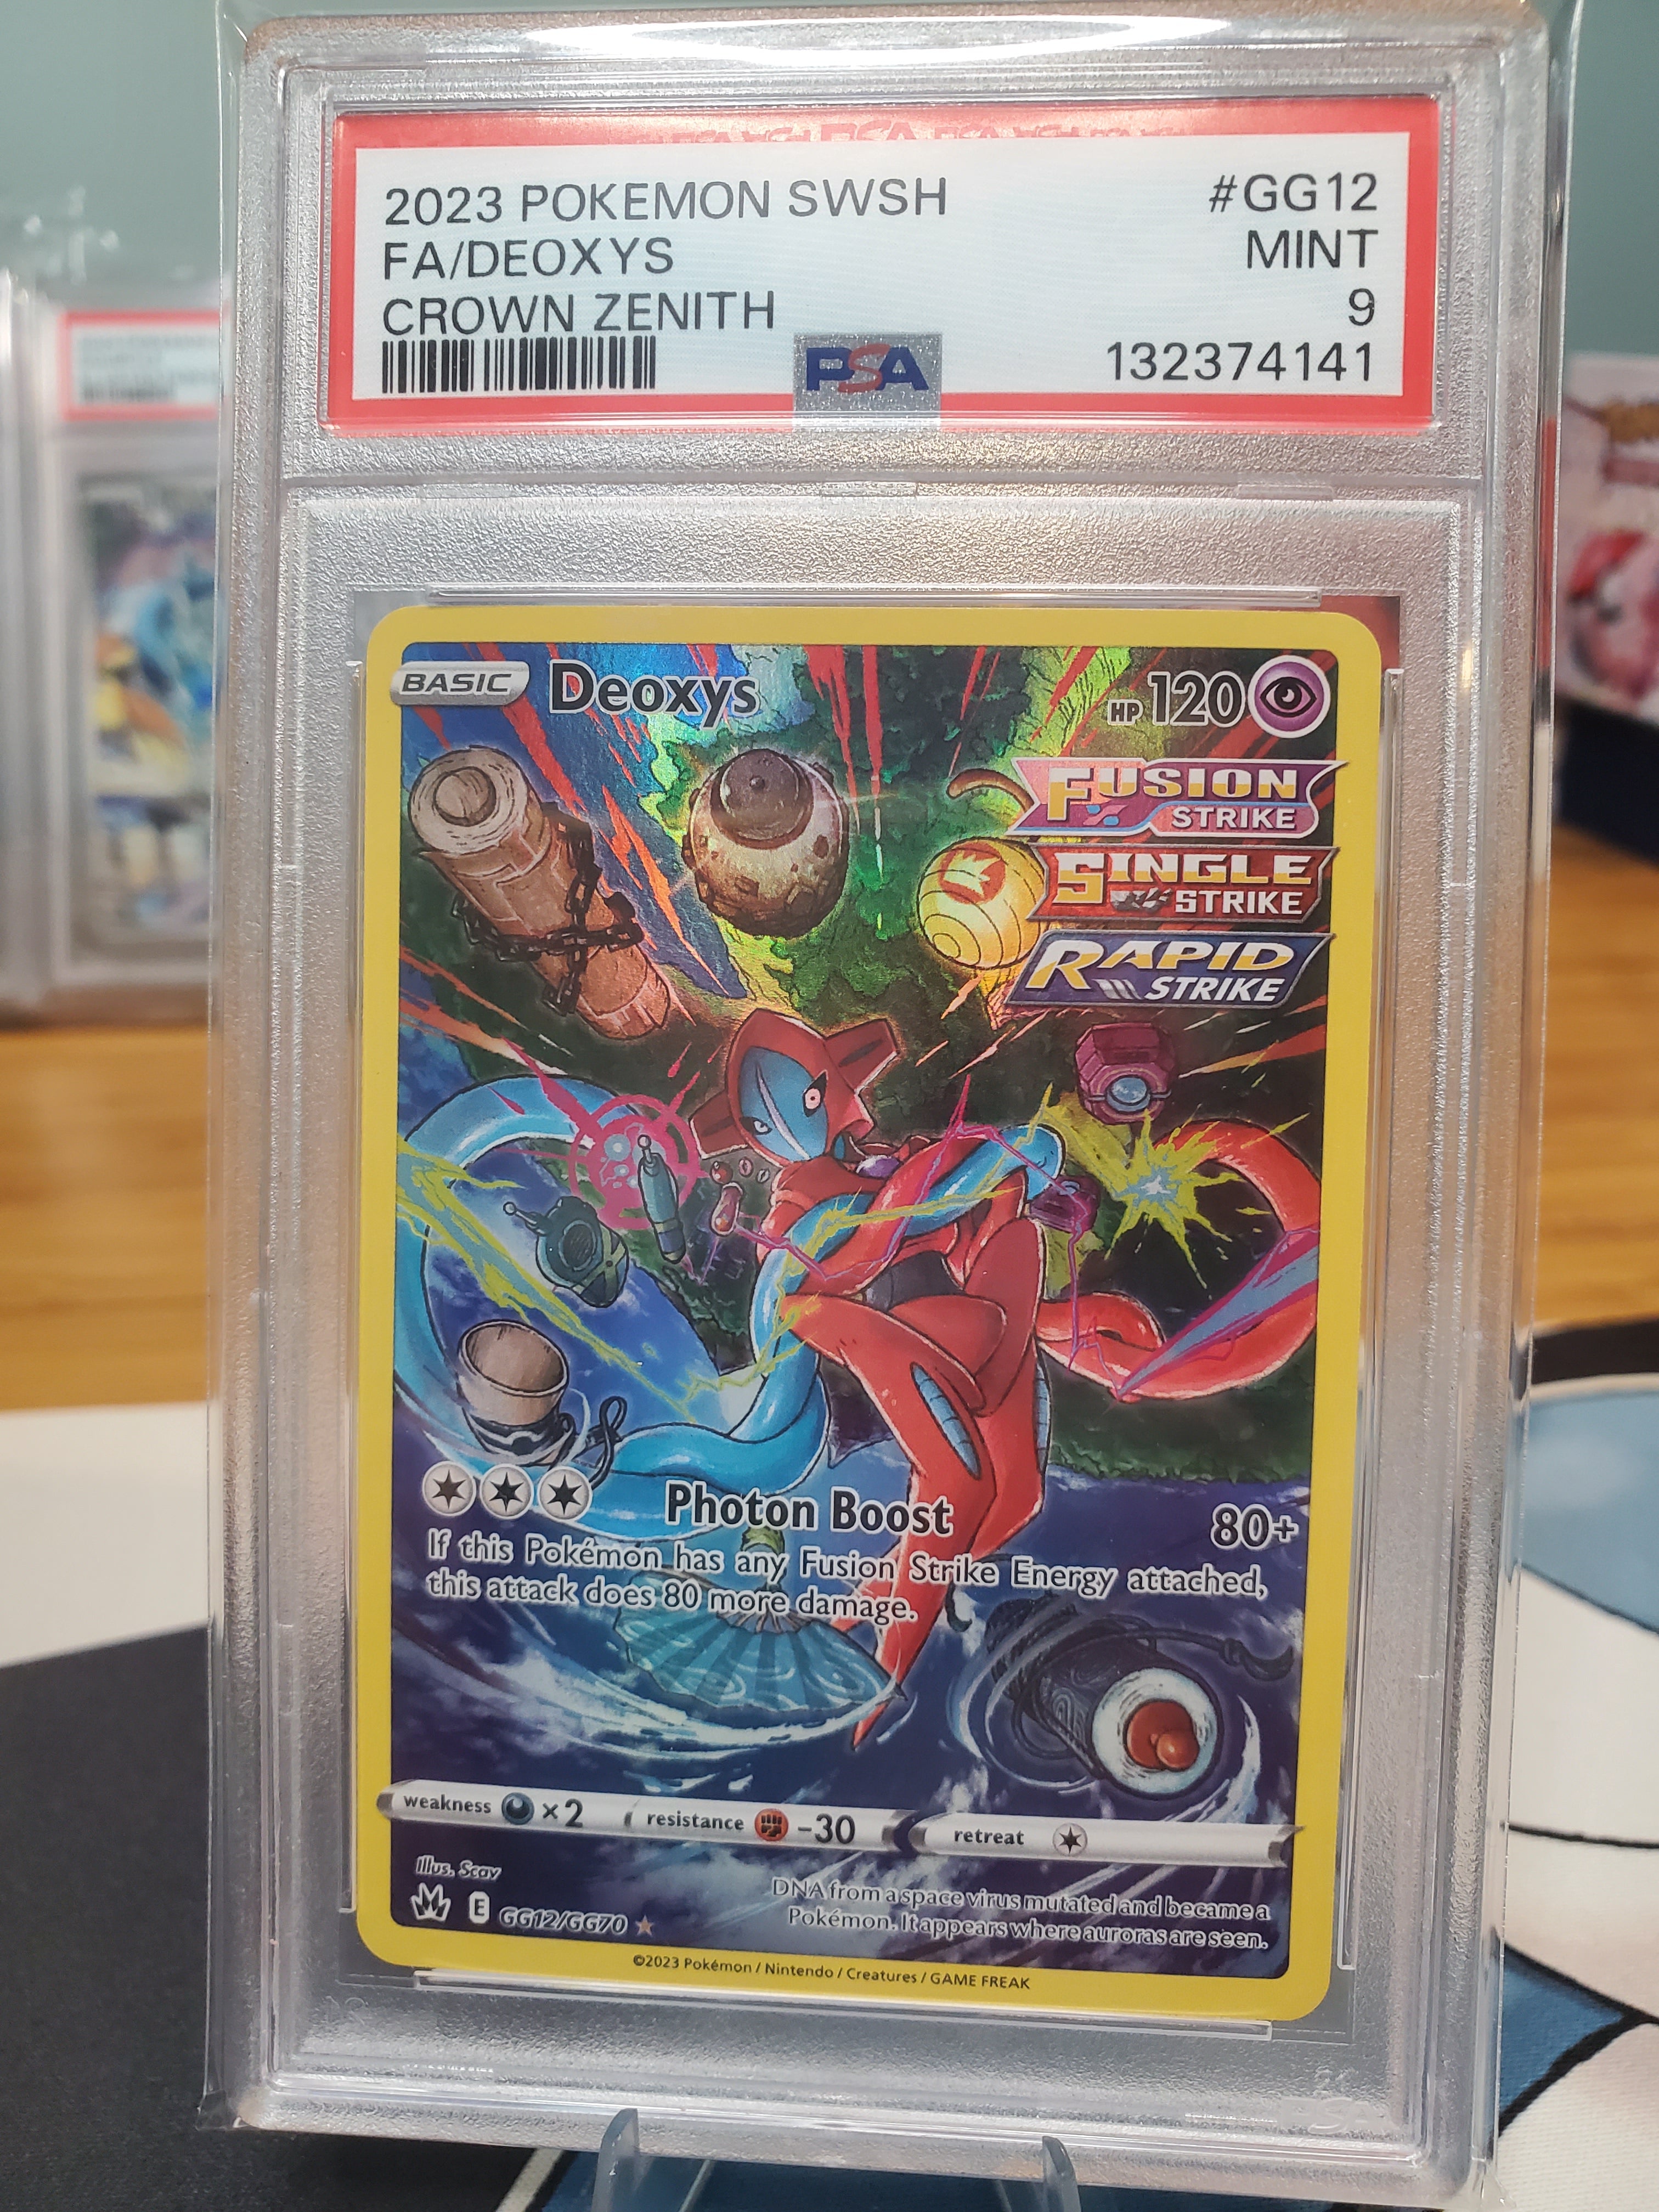 2023 POKEMON SWSH #GG12
FA/DEOXYS MINT
CROWN ZENITH 9
PSA 132374141
BASIC Deoxys HP 120
FUSION STRIKE
SINGLE STRIKE
RAPID STRIKE
Photon Boost 80+
If this Pokémon has any Fusion Strike Energy attached,
this attack does 80 more damage.
weakness ×2 resistance -30 retreat
Illus. Scav
E GG12/GG70
DNA from a space virus mutated and became a
Pokémon. It appears where auroras are seen.
©2023 Pokémon / Nintendo / Creatures / GAME FREAK